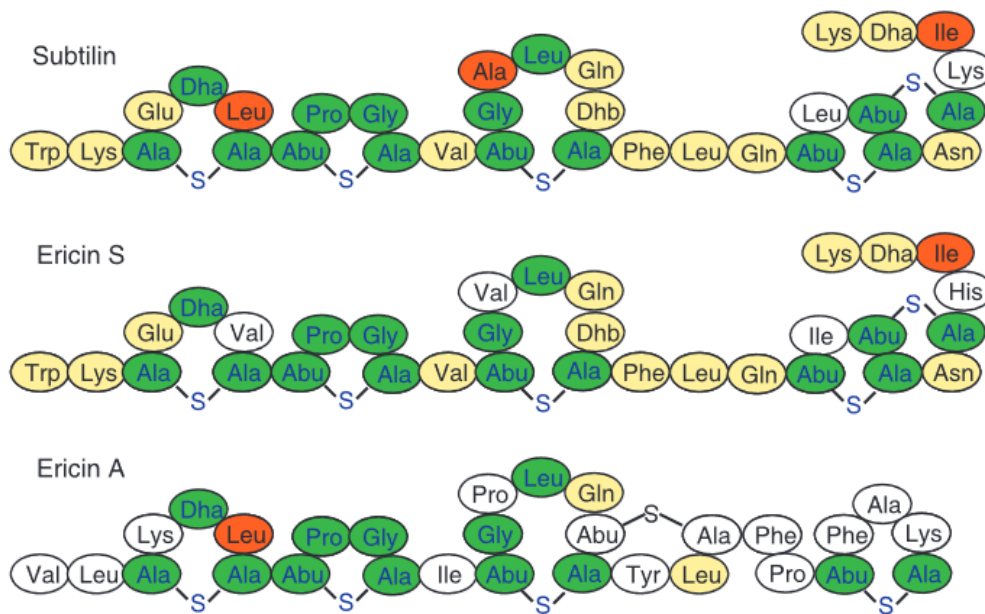 Subtilin
Lys Dha Ile
Ala Leu Gln
Lys
Dha
S
Glu Leu
Pro Gly
Gly Dhb
Leu Abu Ala
Trp Lys Ala Ala Abu Ala Val Abu Ala Phe Leu Gln Abu Ala Asn
S S S S
Ericin S
Lys Dha Ile
Val Leu Gln
His
Dha
S
Glu Val
Pro Gly
Gly Dhb
Ile Abu Ala
Trp Lys Ala Ala Abu Ala Val Abu Ala Phe Leu Gln Abu Ala Asn
S S S S
Ericin A
Pro Leu Gln
Ala
Dha
S
Lys Leu
Pro Gly
Gly Abu Ala Phe Phe Lys
Val Leu Ala Ala Abu Ala Ile Abu Ala Tyr Leu Pro Abu Ala
S S S S